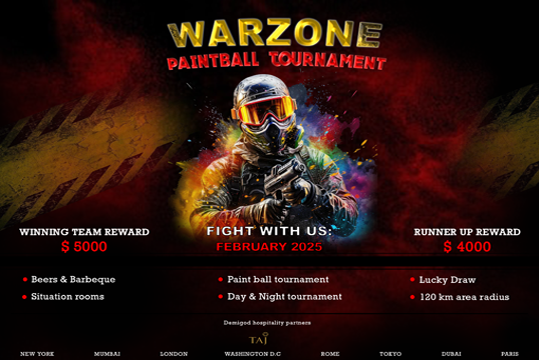 WARZONE
PAINTBALL TOURNAMENT
WINNING TEAM REWARD
$ 5000
FIGHT WITH US:
FEBRUARY 2025
RUNNER UP REWARD
$ 4000
Beers & Barbeque
Situation rooms
Paint ball tournament
Day & Night tournament
Lucky Draw
120 km area radius
Demigod hospitality partners
TAJ
NEW YORK MUMBAI LONDON WASHINGTON D.C ROME TOKYO DUBAI PARIS